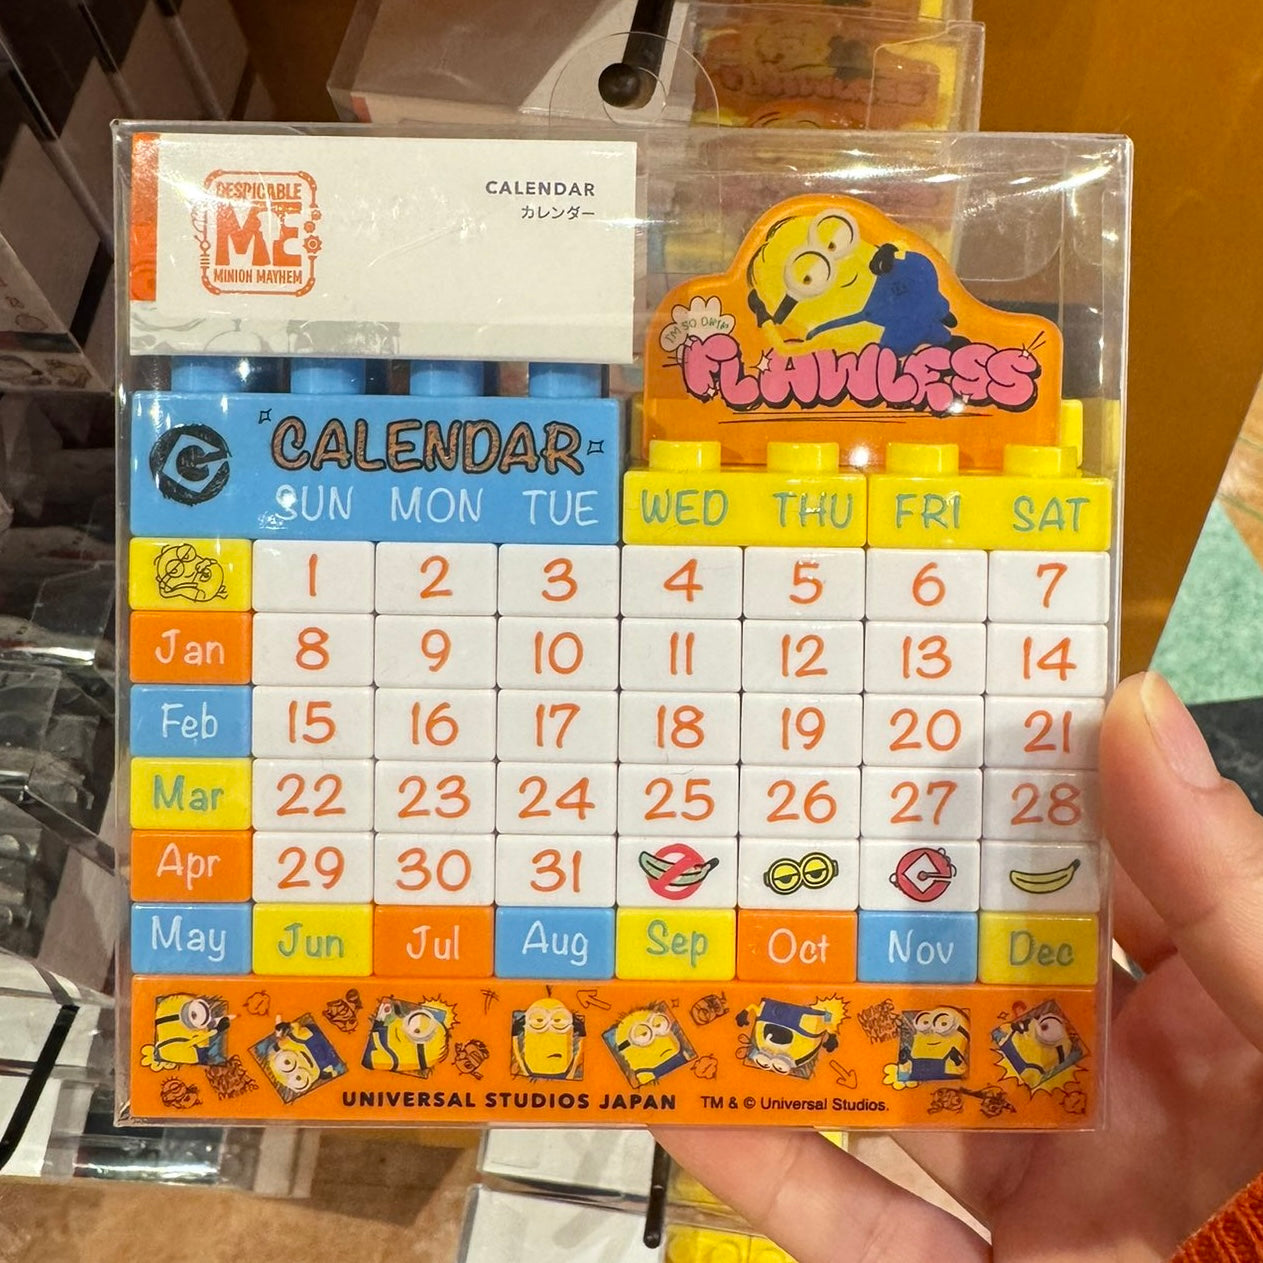 DESPICABLE
ME
MINION MAYHEM
CALENDAR
カレンダー
I'M SO
FLAWLESS
CALENDAR
SUN MON TUE WED THU FRI SAT
1 2 3 4 5 6 7
Jan 8 9 10 11 12 13 14
Feb 15 16 17 18 19 20 21
Mar 22 23 24 25 26 27 28
Apr 29 30 31
May Jun Jul Aug Sep Oct Nov Dec
UNIVERSAL STUDIOS JAPAN TM & © Universal Studios.